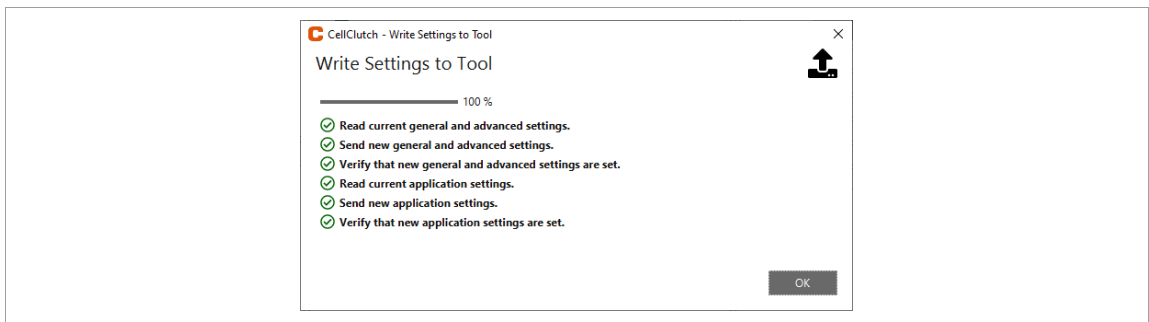 CellClutch - Write Settings to Tool
Write Settings to Tool
100 %
Read current general and advanced settings.
Send new general and advanced settings.
Verify that new general and advanced settings are set.
Read current application settings.
Send new application settings.
Verify that new application settings are set.
OK